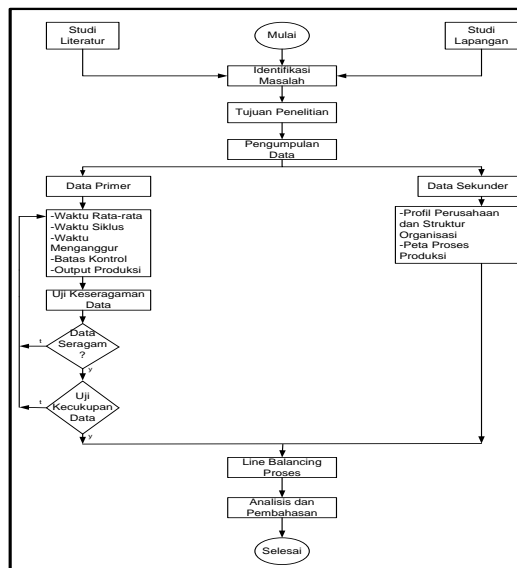 Studi
Literatur
Mulai
Studi
Lapangan
Identifikasi
Masalah
Tujuan Penelitian
Pengumpulan
Data
Data Primer
Data Sekunder
-Waktu Rata-rata
-Waktu Siklus
-Waktu
Menganggur
-Batas Kontrol
-Output Produksi
-Profil Perusahaan
dan Struktur
Organisasi
-Peta Proses
Produksi
Uji Keseragaman
Data
Data
Seragam
?
t
y
Uji
Kecukupan
Data
t
y
Line Balancing
Proses
Analisis dan
Pembahasan
Selesai